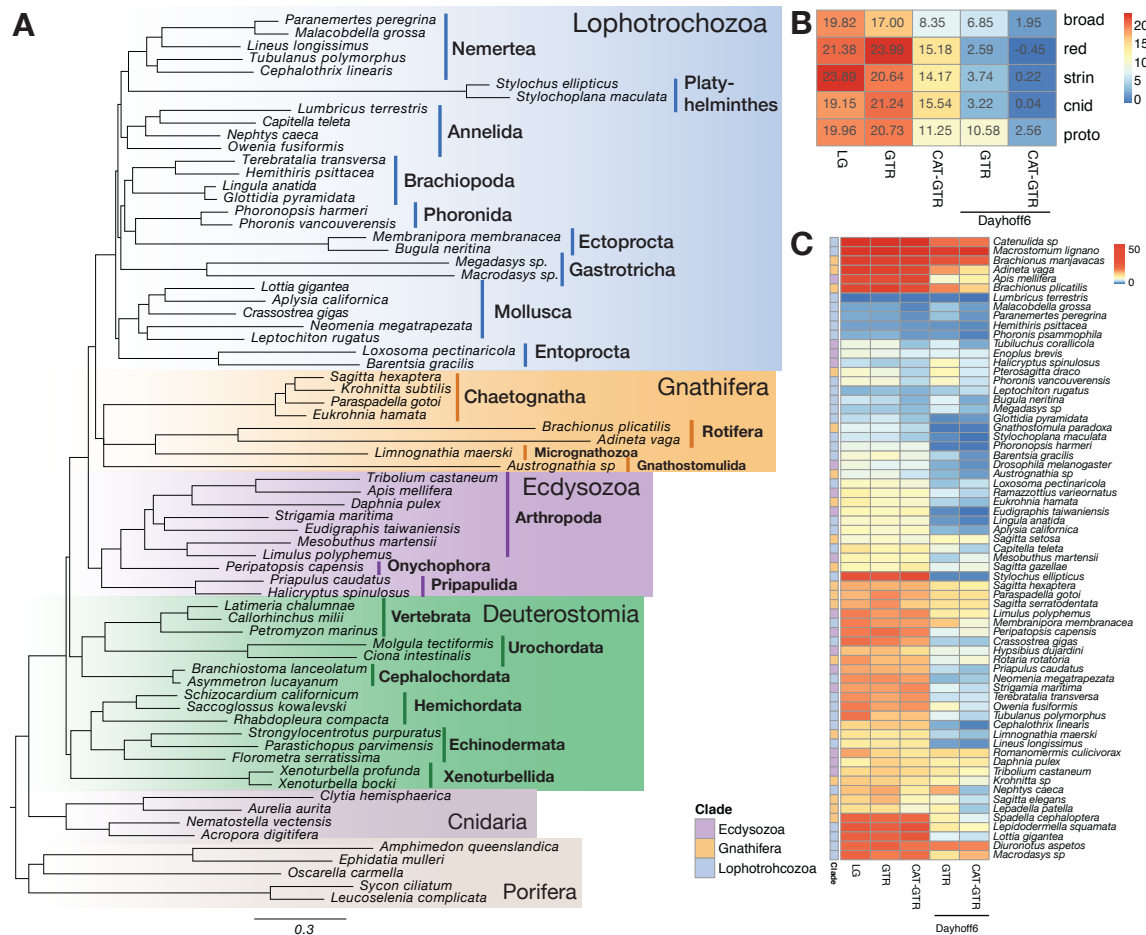 A
Lophotrochozoa
Paranemertes peregrina
Malacobdella grossa
Lineus longissimus
Tubulanus polymorphus
Cephalothrix linearis
Nemertea
Stylochus ellipticus
Stylochoplana maculata
Platy-
helminthes
Lumbricus terrestris
Capitella teleta
Nephtys caeca
Owenia fusiformis
Annelida
Terebratalia transversa
Hemithiris psittacea
Lingula anatida
Glottidia pyramidata
Brachiopoda
Phoronopsis harmeri
Phoronis vancouverensis
Phoronida
Membranipora membranacea
Bugula neritina
Ectoprocta
Megadasys sp.
Macrodasys sp.
Gastrotricha
Lottia gigantea
Aplysia californica
Crassostrea gigas
Neomenia megatrapezata
Leptochiton rugatus
Mollusca
Loxosoma pectinaricola
Barentsia gracilis
Entoprocta
Gnathifera
Sagitta hexaptera
Krohnitta subtilis
Paraspadella gotoi
Eukrohnia hamata
Chaetognatha
Brachionus plicatilis
Adineta vaga
Rotifera
Limnognathia maerski
Micrognathozoa
Austrognathia sp
Gnathostomulida
Ecdysozoa
Tribolium castaneum
Apis mellifera
Daphnia pulex
Strigamia maritima
Eudigraphis taiwaniensis
Mesobuthus martensii
Limulus polyphemus
Arthropoda
Peripatopsis capensis
Onychophora
Priapulus caudatus
Halicryptus spinulosus
Pripapulida
Deuterostomia
Latimeria chalumnae
Callorhinchus milii
Petromyzon marinus
Vertebrata
Molgula tectiformis
Ciona intestinalis
Urochordata
Branchiostoma lanceolatum
Asymmetron lucayanum
Cephalochordata
Schizocardium californicum
Saccoglossus kowalevski
Rhabdopleura compacta
Hemichordata
Strongylocentrotus purpuratus
Parastichopus parvimensis
Florometra serratissima
Echinodermata
Xenoturbella profunda
Xenoturbella bocki
Xenoturbellida
Clytia hemisphaerica
Aurelia aurita
Nematostella vectensis
Acropora digitifera
Cnidaria
Amphimedon queenslandica
Ephidatia mulleri
Oscarella carmella
Sycon ciliatum
Leucoselenia complicata
Porifera
0.3
B
19.82 17.00 8.35 6.85 1.95 broad
21.38 23.99 15.18 2.59 -0.45 red
23.89 20.64 14.17 3.74 0.22 strin
19.15 21.24 15.54 3.22 0.04 cnid
19.96 20.73 11.25 10.58 2.56 proto
LG GTR CAT-GTR GTR CAT-GTR
Dayhoff6
20
15
10
5
0
C
Catenulida sp
Macrostomum lignano
Brachionus manjavacas
Adineta vaga
Apis mellifera
Brachionus plicatilis
Lumbricus terrestris
Malacobdella grossa
Paranemertes peregrina
Hemithiris psittacea
Phoronis psammophila
Tubiluchus corallicola
Enoplus brevis
Halicryptus spinulosus
Pterosagitta draco
Phoronis vancouverensis
Leptochiton rugatus
Bugula neritina
Megadasys sp
Glottidia pyramidata
Gnathostomula paradoxa
Stylochoplana maculata
Phoronopsis harmeri
Barentsia gracilis
Drosophila melanogaster
Austrognathia sp
Loxosoma pectinaricola
Ramazzottius varieornatus
Eukrohnia hamata
Eudigraphis taiwaniensis
Lingula anatida
Aplysia californica
Sagitta setosa
Capitella teleta
Mesobuthus martensii
Sagitta gazellae
Stylochus ellipticus
Sagitta hexaptera
Paraspadella gotoi
Sagitta serratodentata
Limulus polyphemus
Membranipora membranacea
Peripatopsis capensis
Crassostrea gigas
Hypsibius dujardini
Rotaria rotatoria
Priapulus caudatus
Neomenia megatrapezata
Strigamia maritima
Terebratalia transversa
Owenia fusiformis
Tubulanus polymorphus
Cephalothrix linearis
Limnognathia maerski
Lineus longissimus
Romanomermis culicivorax
Daphnia pulex
Tribolium castaneum
Krohnitta sp
Nephtys caeca
Sagitta elegans
Lepadella patella
Spadella cephaloptera
Lepidodermella squamata
Lottia gigantea
Diuronotus aspetos
Macrodasys sp
50
0
Clade LG GTR CAT-GTR GTR CAT-GTR
Dayhoff6
Clade
Ecdysozoa
Gnathifera
Lophotrohcozoa